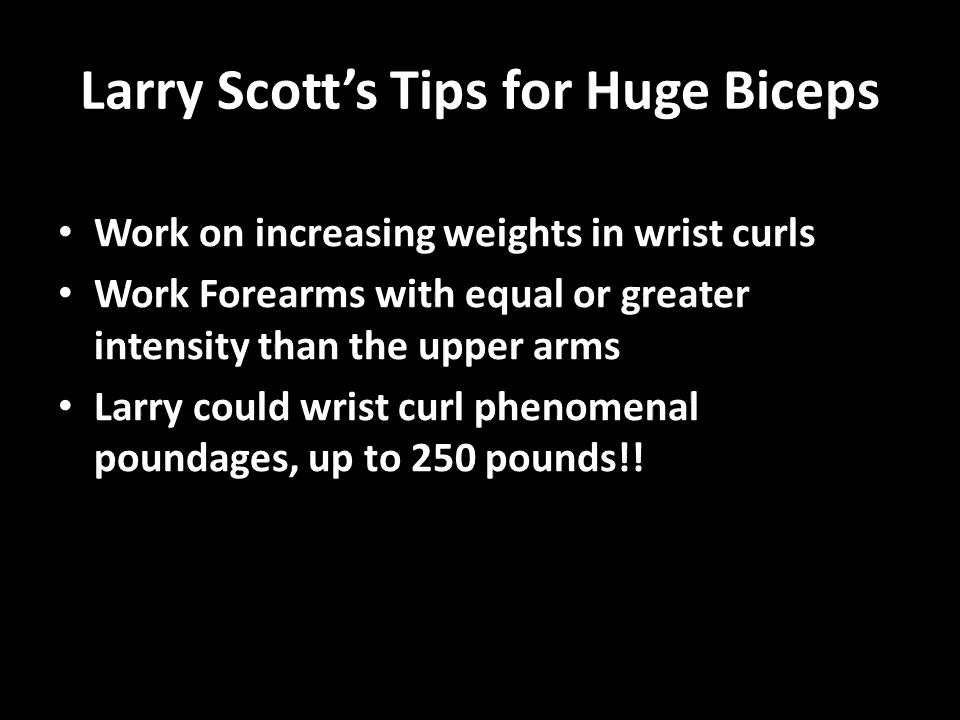 Larry Scott’s Tips for Huge Biceps
• Work on increasing weights in wrist curls
• Work Forearms with equal or greater
intensity than the upper arms
• Larry could wrist curl phenomenal
poundages, up to 250 pounds!!